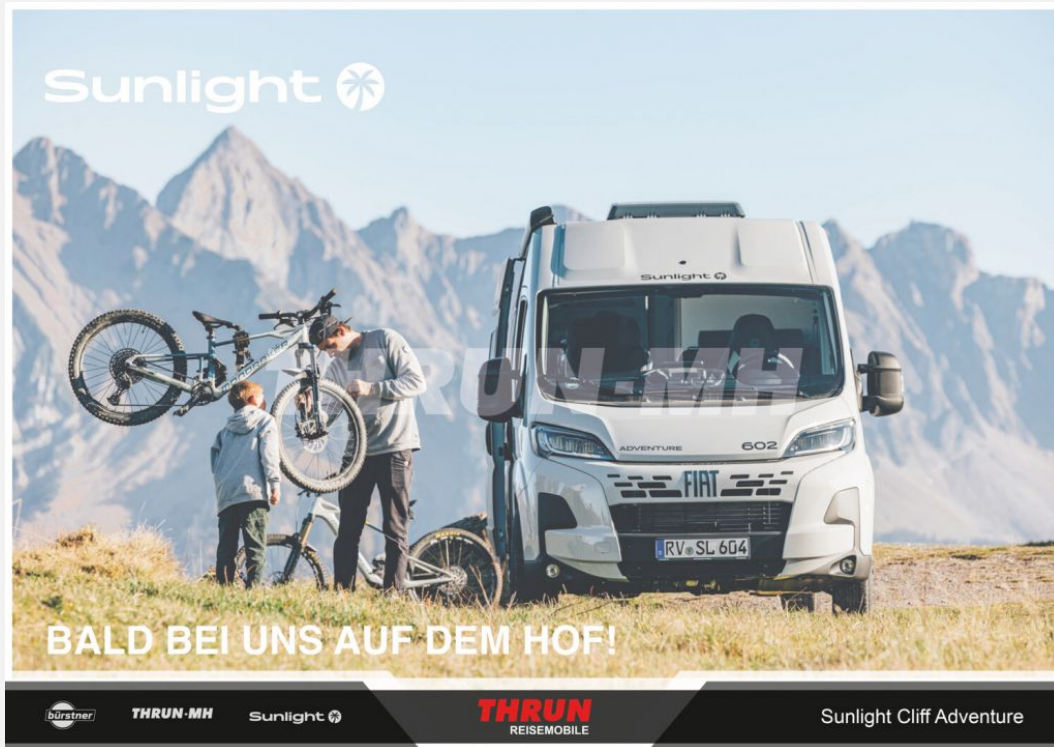 Sunlight
Sunlight
THRUN-MH
ADVENTURE 602
FIAT
RV SL 604
BALD BEI UNS AUF DEM HOF!
bürstner
THRUN-MH
Sunlight
THRUN
REISEMOBILE
Sunlight Cliff Adventure